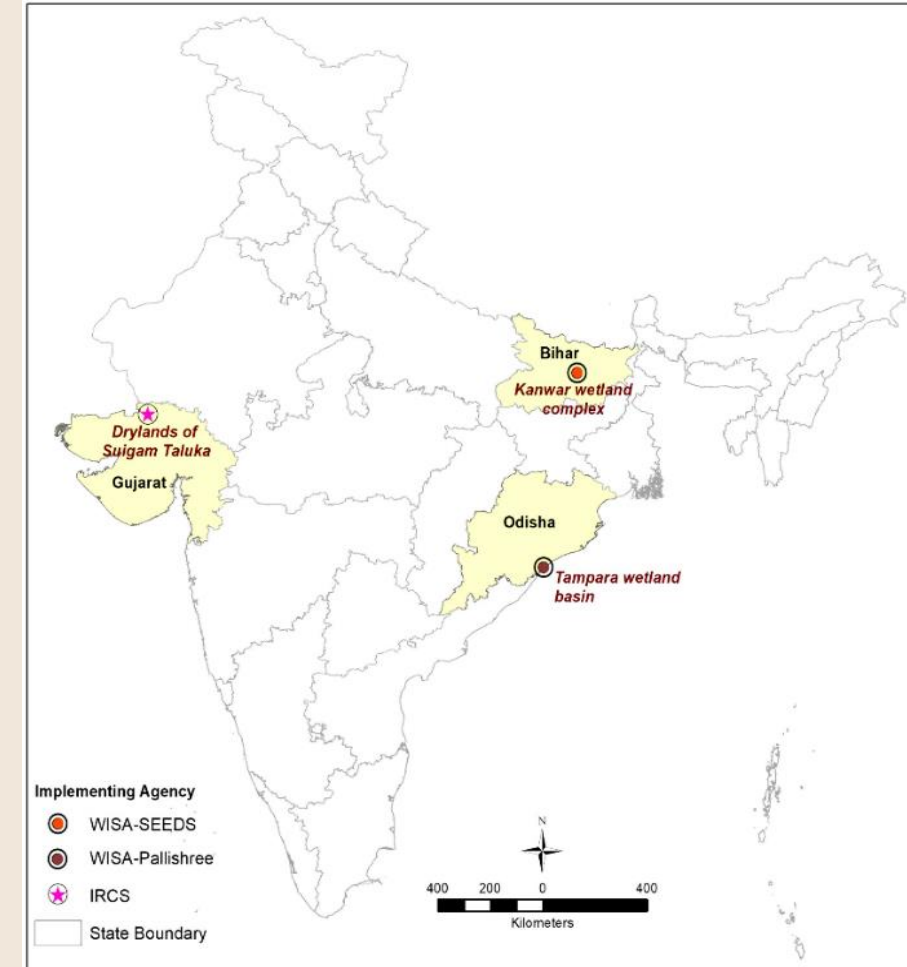 Bihar
Kanwar wetland
complex
Drylands of
Suigam Taluka
Gujarat
Odisha
Tampara wetland
basin
Implementing Agency
WISA-SEEDS
WISA-Pallishree
IRCS
State Boundary
N
400 200 0 400
Kilometers